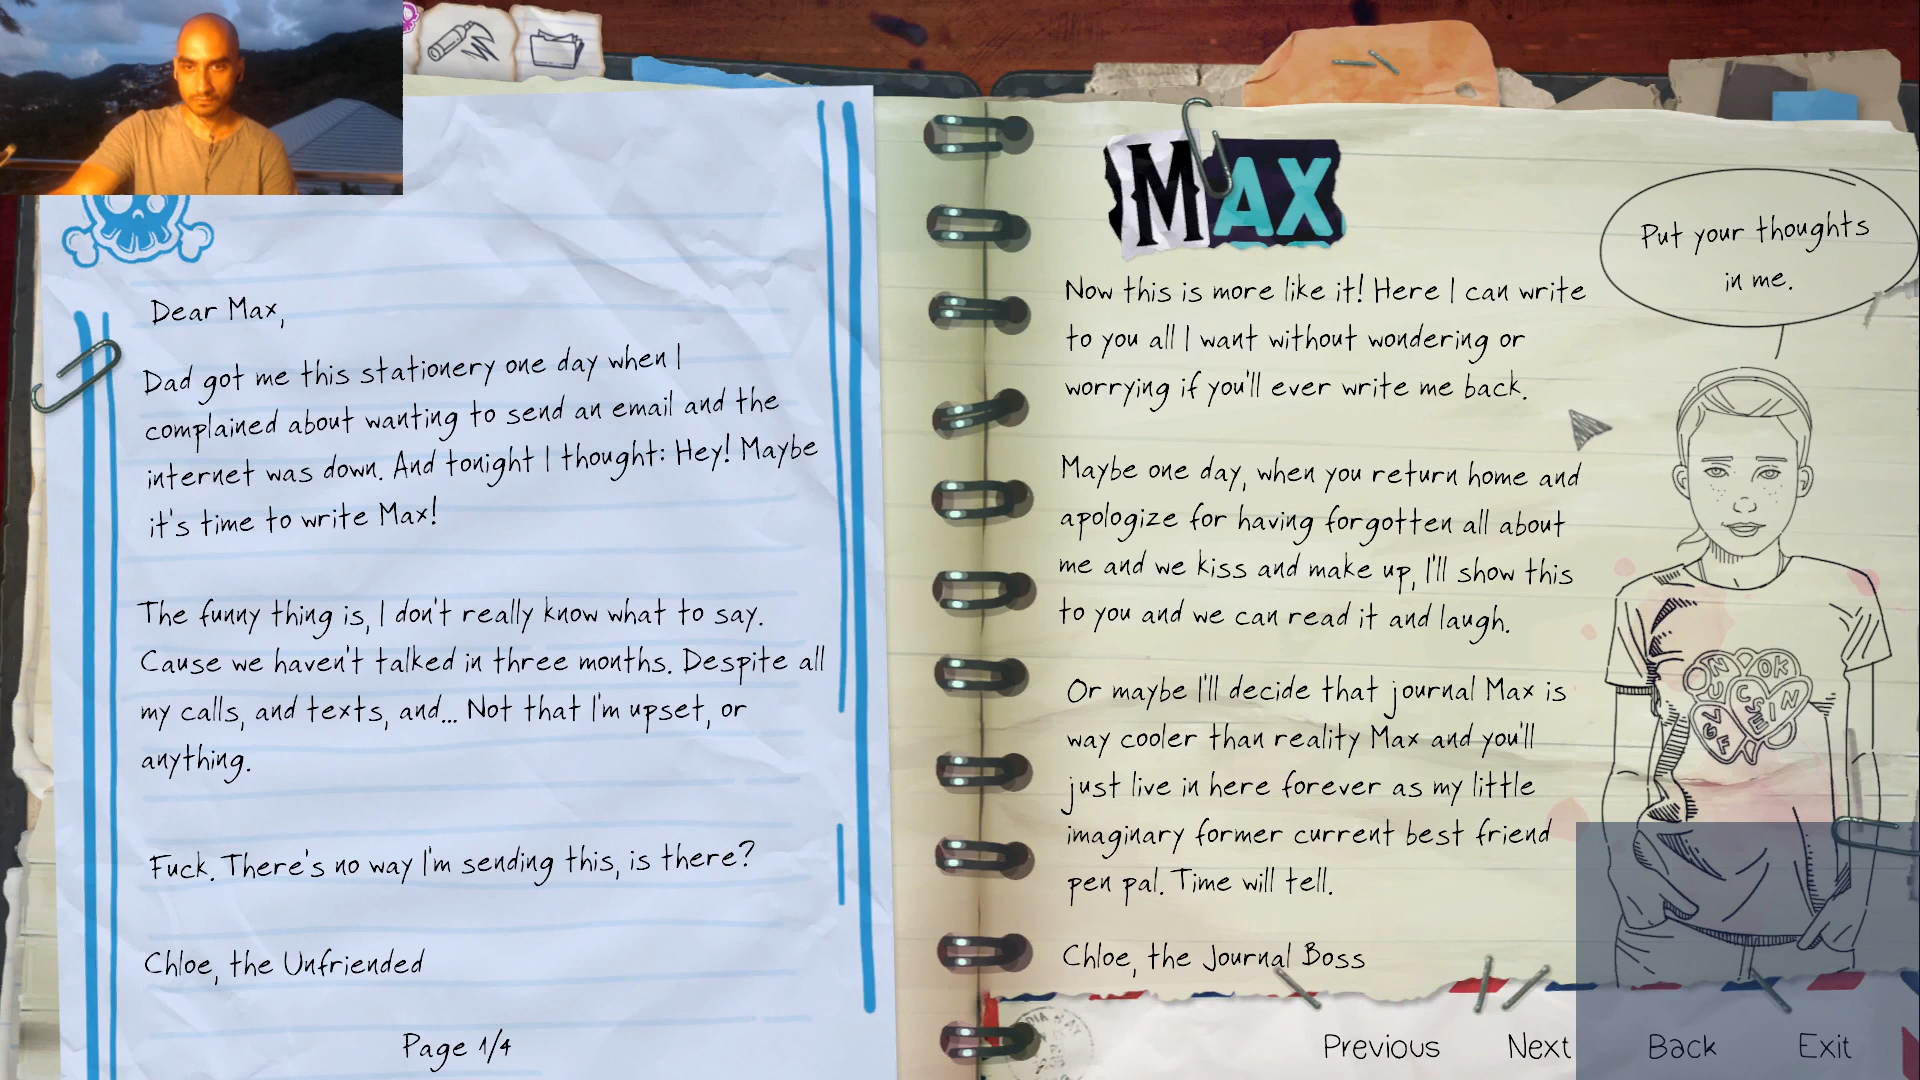 Dear Max,
Dad got me this stationery one day when I
complained about wanting to send an email and the
internet was down. And tonight I thought: Hey! Maybe
it's time to write Max!
The funny thing is, I don't really know what to say.
Cause we haven't talked in three months. Despite all
my calls, and texts, and... Not that I'm upset, or
anything.
Fuck. There's no way I'm sending this, is there?
Chloe, the Unfriended
Page 1/4
MAX
Now this is more like it! Here I can write
to you all I want without wondering or
worrying if you'll ever write me back.
Maybe one day, when you return home and
apologize for having forgotten all about
me and we kiss and make up, I'll show this
to you and we can read it and laugh.
Or maybe I'll decide that journal Max is
way cooler than reality Max and you'll
just live in here forever as my little
imaginary former current best friend
pen pal. Time will tell.
Chloe, the Journal Boss
Put your thoughts
in me.
Previous
Next
Back
Exit